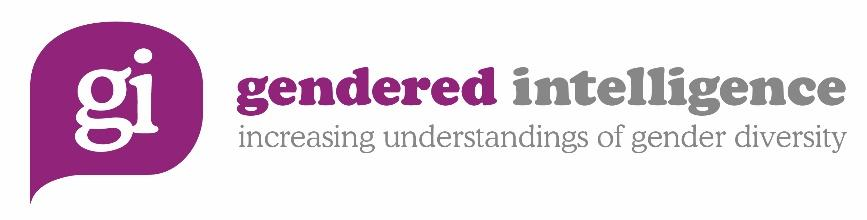 gi
gendered intelligence
increasing understandings of gender diversity